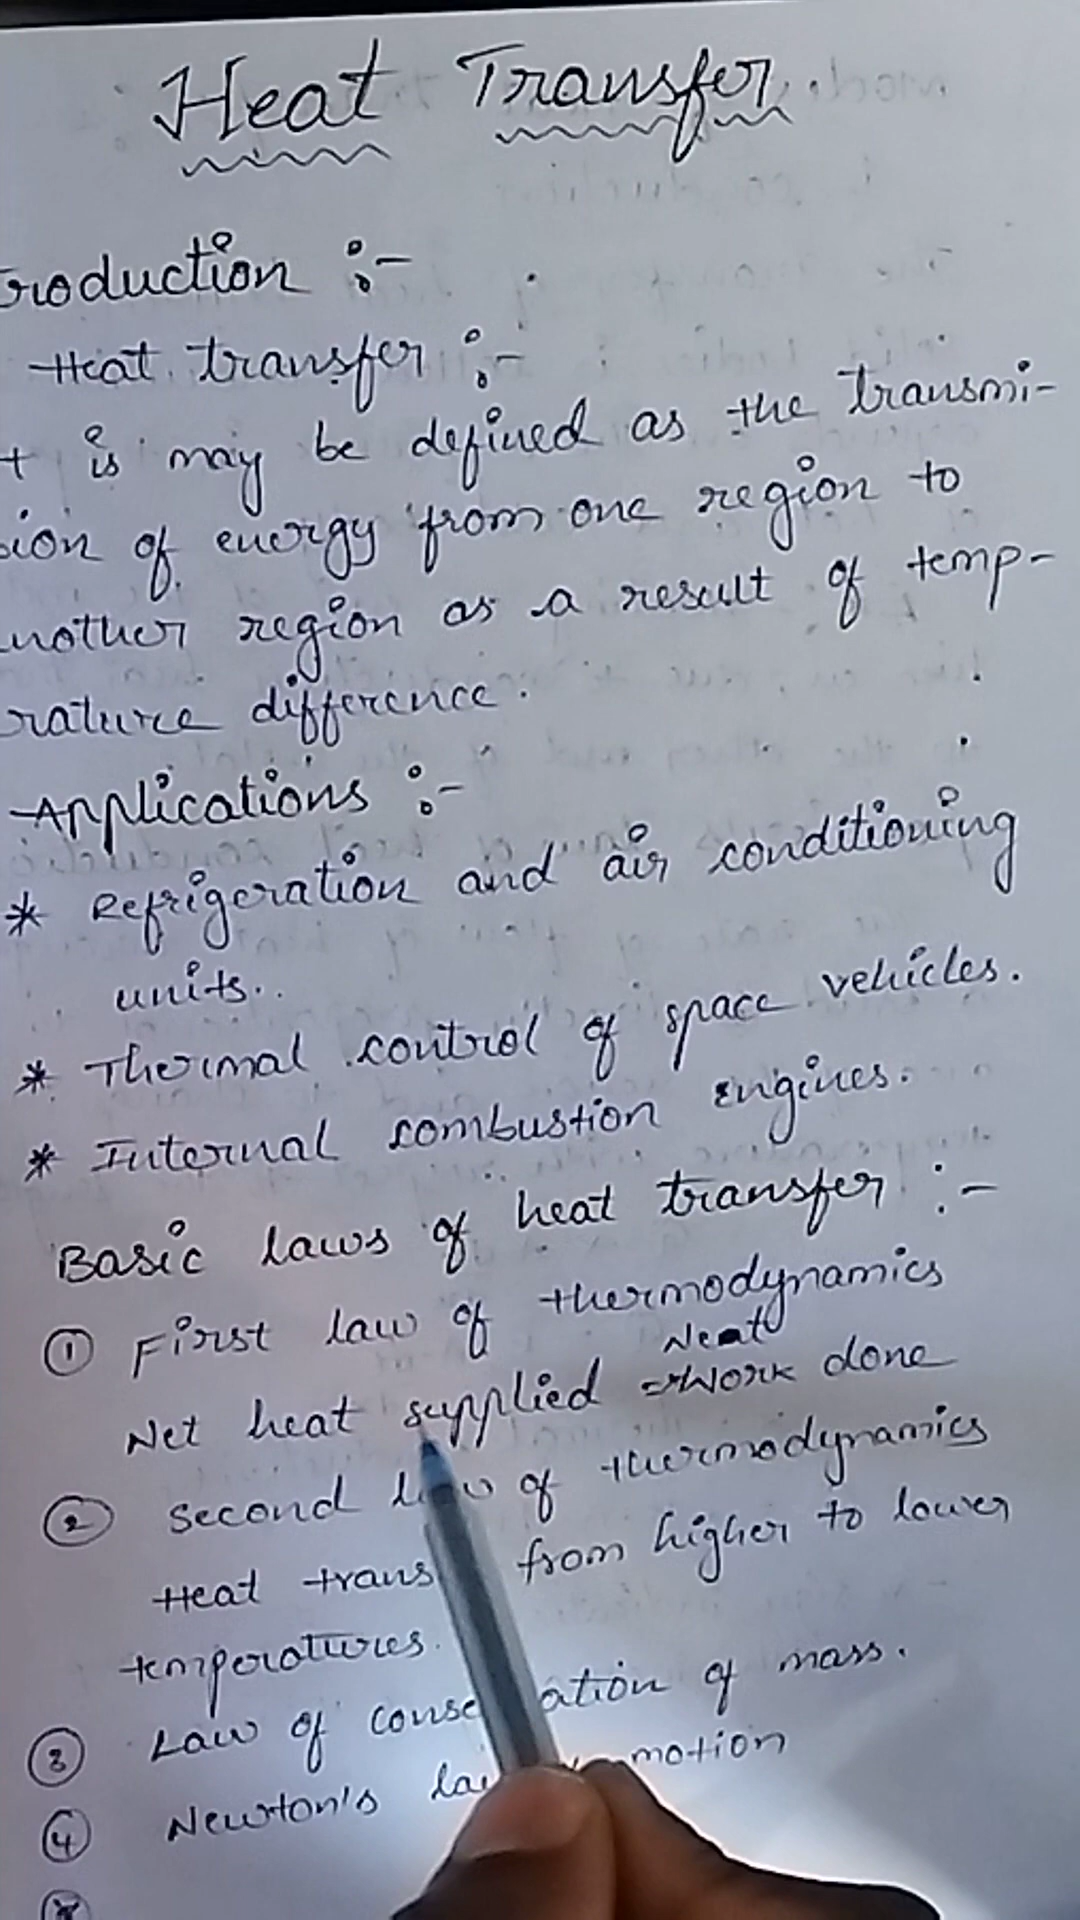 Heat Transfer
troduction :-
Heat transfer :-
t is may be defined as the transmi-
sion of energy from one region to
nother region as a result of temp-
rature difference.
Applications :-
* Refrigeration and air conditioning
units.
* Thermal control of space vehicles.
* Internal combustion engines.
Basic laws of heat transfer :-
① First law of thermodynamics
Net heat supplied = Work done
② Second law of thermodynamics
Heat trans from higher to lower
temperatures.
③ Law of conse ation of mass.
④ Newton's la motion